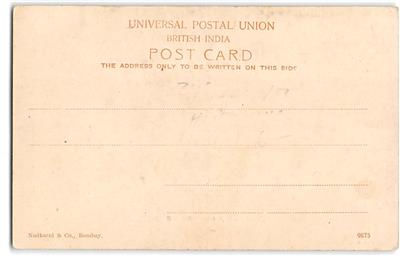 UNIVERSAL POSTAL UNION
BRITISH INDIA
POST CARD
THE ADDRESS ONLY TO BE WRITTEN ON THIS SIDE
& Co., Bombay.
9675